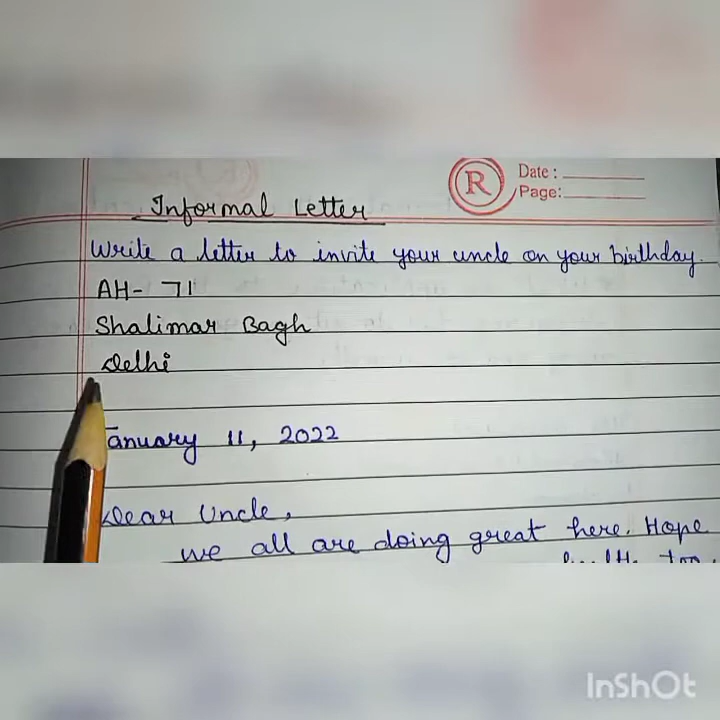 R
Date :
Page:
Informal Letter
Write a letter to invite your uncle on your birthday.
AH- 71
Shalimar Bagh
Delhi
January 11, 2022
Dear Uncle,
we all are doing great here. Hope
InShOt